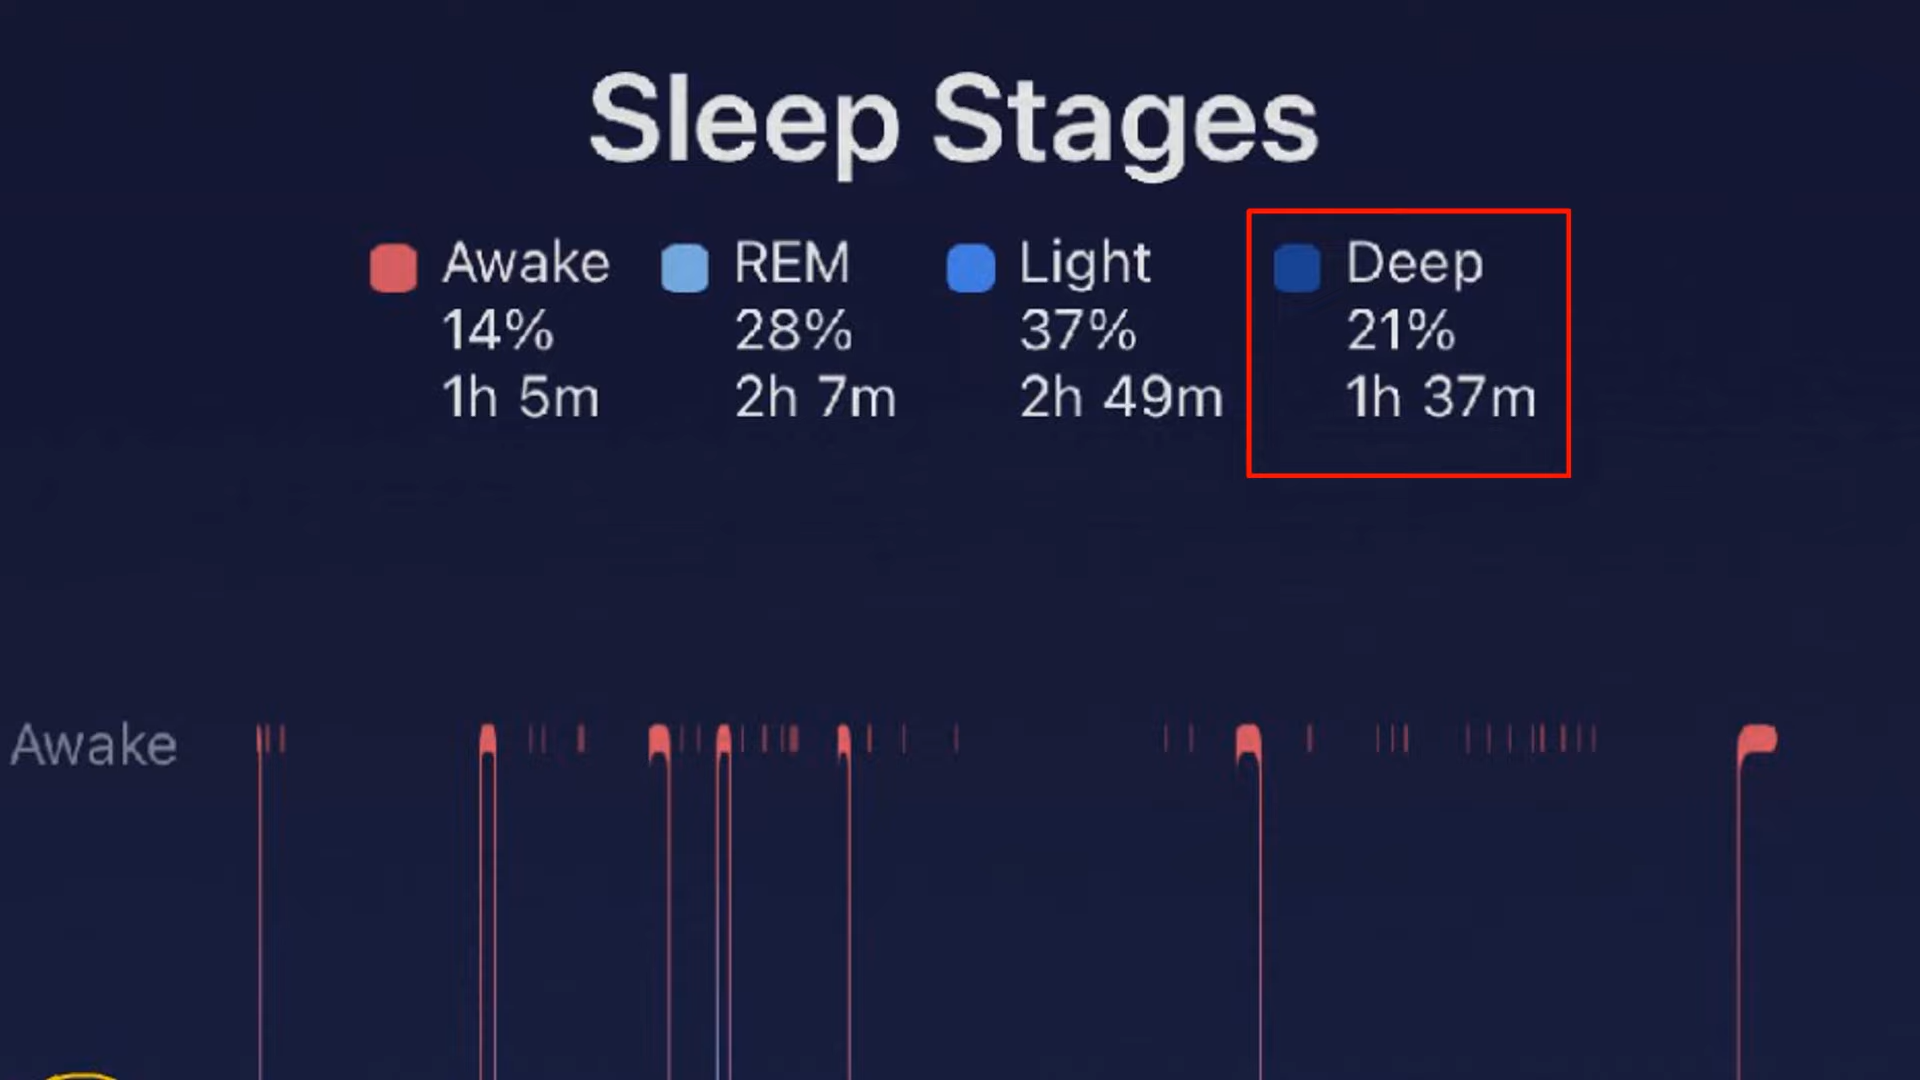 Sleep Stages
Awake REM Light Deep
14% 28% 37% 21%
1h 5m 2h 7m 2h 49m 1h 37m
Awake